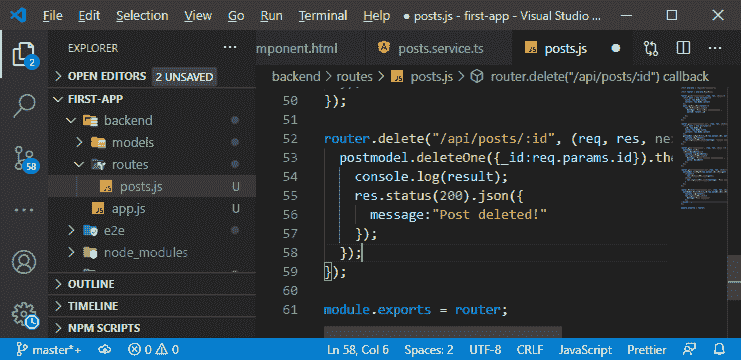 File Edit Selection View Go Run Terminal Help ● posts.js - first-app - Visual Studio ...
EXPLORER
OPEN EDITORS 2 UNSAVED
FIRST-APP
backend
models
routes
JS posts.js U
JS app.js U
e2e
node_modules
OUTLINE
TIMELINE
NPM SCRIPTS
2
58
mponent.html posts.service.ts JS posts.js ●
backend > routes > JS posts.js > router.delete("/api/posts/:id") callback
50 });
51
52 router.delete("/api/posts/:id", (req, res, ne
53 postmodel.deleteOne({_id:req.params.id}).the
54 console.log(result);
55 res.status(200).json({
56 message:"Post deleted!"
57 });
58 });
59 });
60
61 module.exports = router;
master*+ 0 0 Ln 58, Col 6 Spaces: 2 UTF-8 CRLF JavaScript Prettier